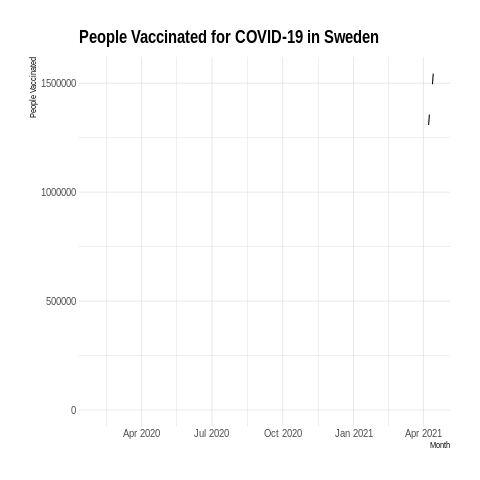 People Vaccinated for COVID-19 in Sweden
People Vaccinated
1500000
1000000
500000
0
Apr 2020 Jul 2020 Oct 2020 Jan 2021 Apr 2021
Month